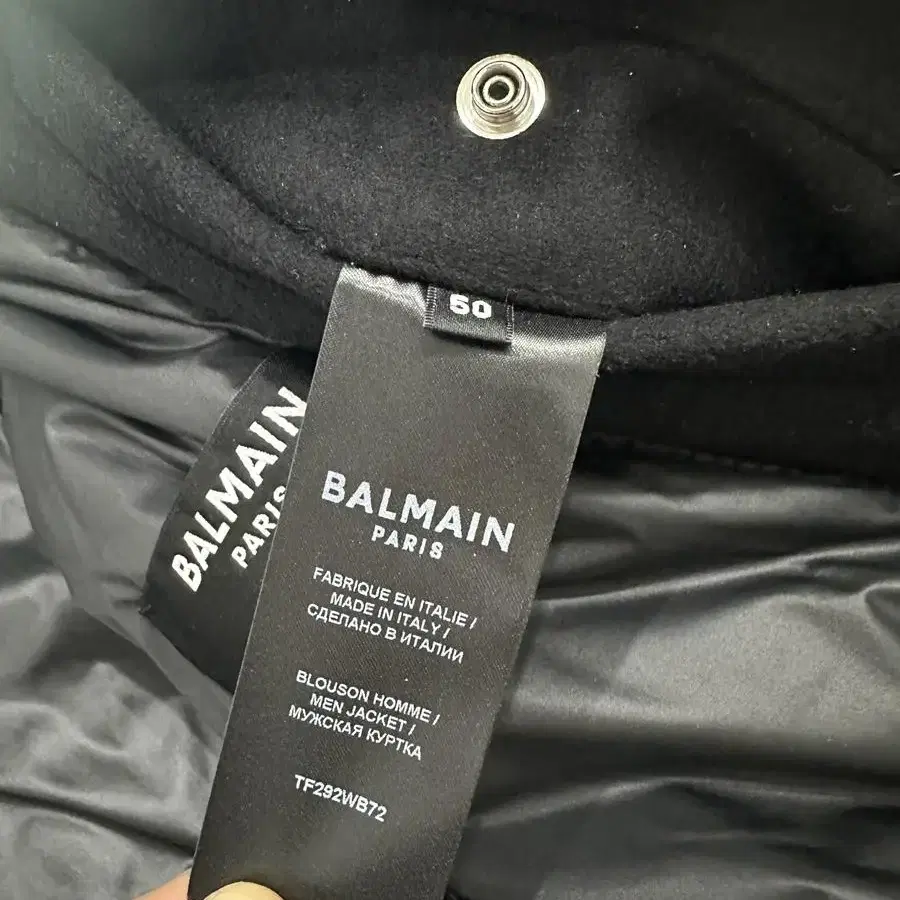 50
BALMAIN
PARIS
BALMAIN
PARIS
FABRIQUE EN ITALIE /
MADE IN ITALY /
СДЕЛАНО В ИТАЛИИ
BLOUSON HOMME /
MEN JACKET /
МУЖСКАЯ КУРТКА
TF292WB72